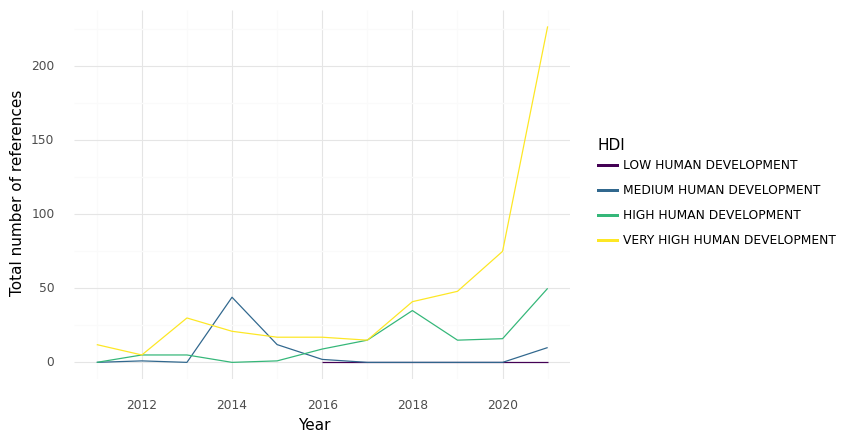 Total number of references
200
150
100
50
0
2012 2014 2016 2018 2020
Year
HDI
LOW HUMAN DEVELOPMENT
MEDIUM HUMAN DEVELOPMENT
HIGH HUMAN DEVELOPMENT
VERY HIGH HUMAN DEVELOPMENT